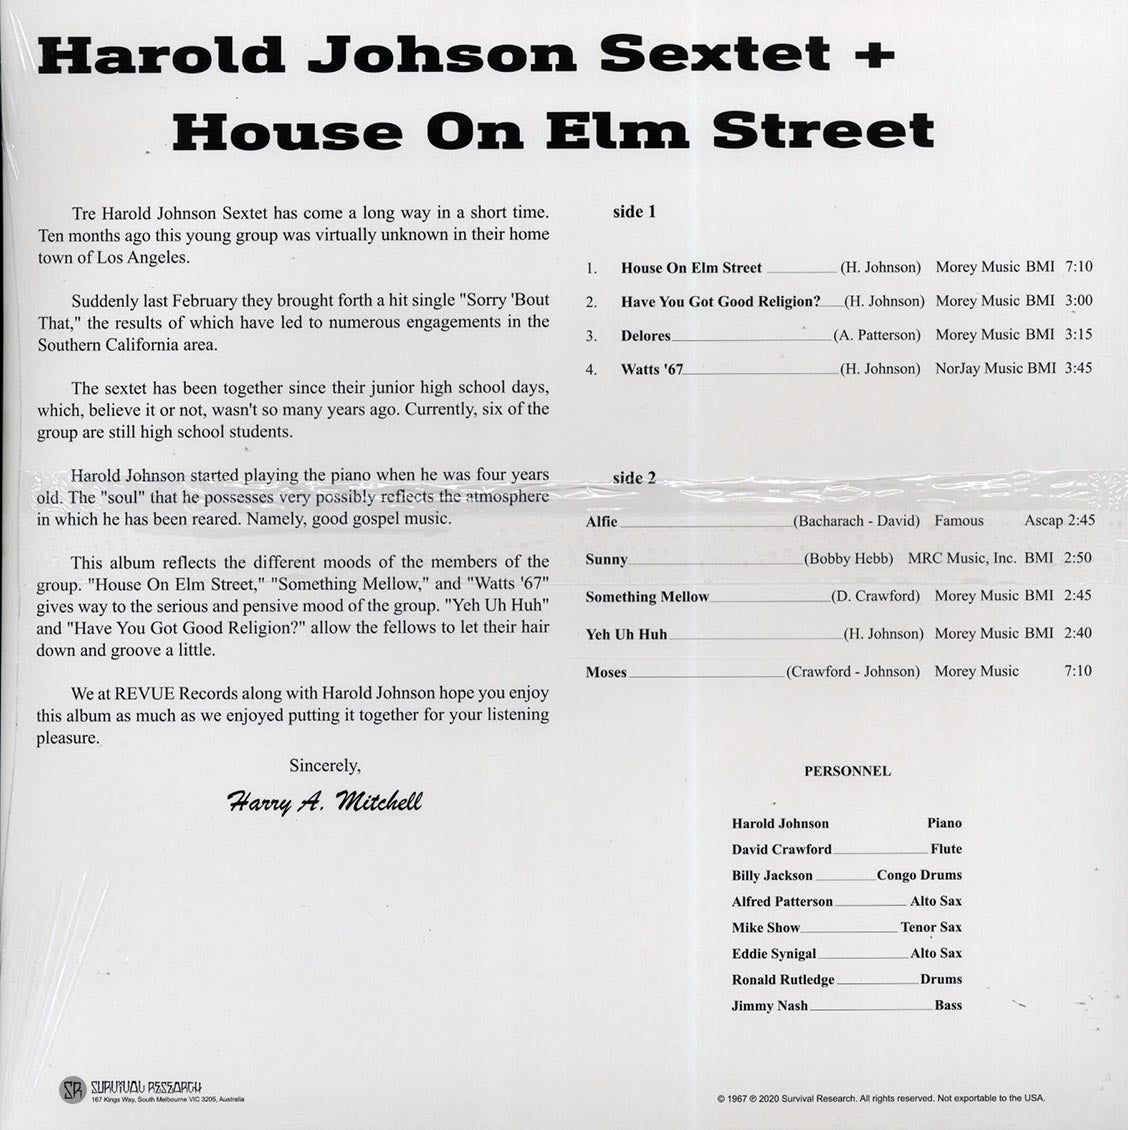 Harold Johson Sextet +
House On Elm Street
Tre Harold Johnson Sextet has come a long way in a short time.
Ten months ago this young group was virtually unknown in their home
town of Los Angeles.
Suddenly last February they brought forth a hit single "Sorry 'Bout
That," the results of which have led to numerous engagements in the
Southern California area.
The sextet has been together since their junior high school days,
which, believe it or not, wasn't so many years ago. Currently, six of the
group are still high school students.
Harold Johnson started playing the piano when he was four years
old. The "soul" that he possesses very possibly reflects the atmosphere
in which he has been reared. Namely, good gospel music.
This album reflects the different moods of the members of the
group. "House On Elm Street," "Something Mellow," and "Watts '67"
gives way to the serious and pensive mood of the group. "Yeh Uh Huh"
and "Have You Got Good Religion?" allow the fellows to let their hair
down and groove a little.
We at REVUE Records along with Harold Johnson hope you enjoy
this album as much as we enjoyed putting it together for your listening
pleasure.
Sincerely,
Harry A. Mitchell
side 1
1. House On Elm Street (H. Johnson) Morey Music BMI 7:10
2. Have You Got Good Religion? (H. Johnson) Morey Music BMI 3:00
3. Delores (A. Patterson) Morey Music BMI 3:15
4. Watts '67 (H. Johnson) NorJay Music BMI 3:45
side 2
Alfie (Bacharach - David) Famous Ascap 2:45
Sunny (Bobby Hebb) MRC Music, Inc. BMI 2:50
Something Mellow (D. Crawford) Morey Music BMI 2:45
Yeh Uh Huh (H. Johnson) Morey Music BMI 2:40
Moses (Crawford - Johnson) Morey Music 7:10
PERSONNEL
Harold Johnson Piano
David Crawford Flute
Billy Jackson Congo Drums
Alfred Patterson Alto Sax
Mike Show Tenor Sax
Eddie Synigal Alto Sax
Ronald Rutledge Drums
Jimmy Nash Bass
SR SURVIVAL RESEARCH
167 Kings Way, South Melbourne VIC 3205, Australia
© 1967 ℗ 2020 Survival Research. All rights reserved. Not exportable to the USA.